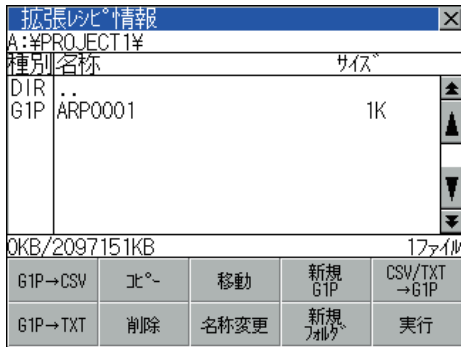 拡張ﾚｼﾋﾟ情報
A:¥PROJECT1¥
種別 名称 ｻｲｽﾞ
DIR ..
G1P ARP0001 1K
0KB/2097151KB 1ﾌｧｲﾙ
G1P→CSV ｺﾋﾟｰ 移動 新規 G1P CSV/TXT →G1P
G1P→TXT 削除 名称変更 新規 ﾌｫﾙﾀﾞ 実行